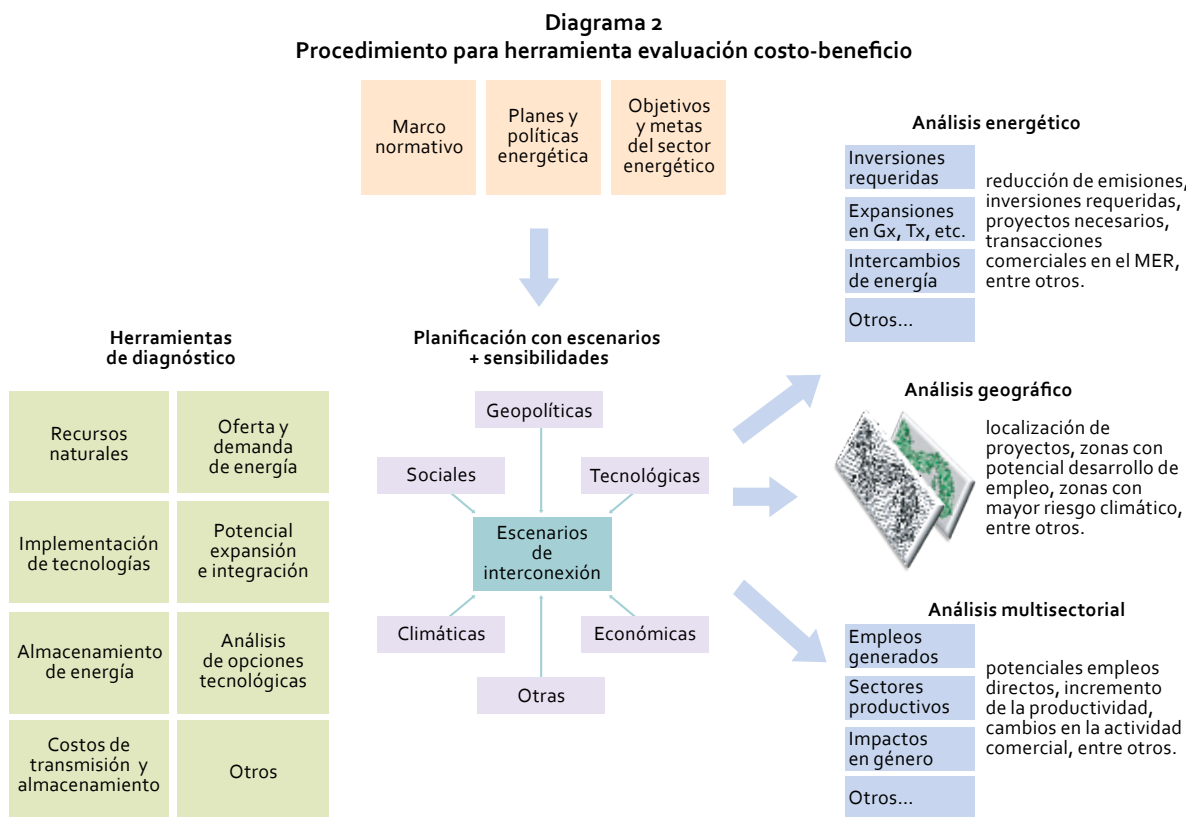 Diagrama 2
Procedimiento para herramienta evaluación costo-beneficio
Marco
normativo
Planes y
políticas
energética
Objetivos
y metas
del sector
energético
Herramientas
de diagnóstico
Recursos
naturales
Oferta y
demanda
de energía
Implementación
de tecnologías
Potencial
expansión
e integración
Almacenamiento
de energía
Análisis
de opciones
tecnológicas
Costos de
transmisión y
almacenamiento
Otros
Planificación con escenarios
+ sensibilidades
Geopolíticas
Sociales
Tecnológicas
Escenarios
de
interconexión
Climáticas
Económicas
Otras
Análisis energético
Inversiones
requeridas
Expansiones
en Gx, Tx, etc.
Intercambios
de energía
Otros...
reducción de emisiones,
inversiones requeridas,
proyectos necesarios,
transacciones
comerciales en el MER,
entre otros.
Análisis geográfico
localización de
proyectos, zonas con
potencial desarrollo de
empleo, zonas con
mayor riesgo climático,
entre otros.
Análisis multisectorial
Empleos
generados
Sectores
productivos
Impactos
en género
Otros...
potenciales empleos
directos, incremento
de la productividad,
cambios en la actividad
comercial, entre otros.